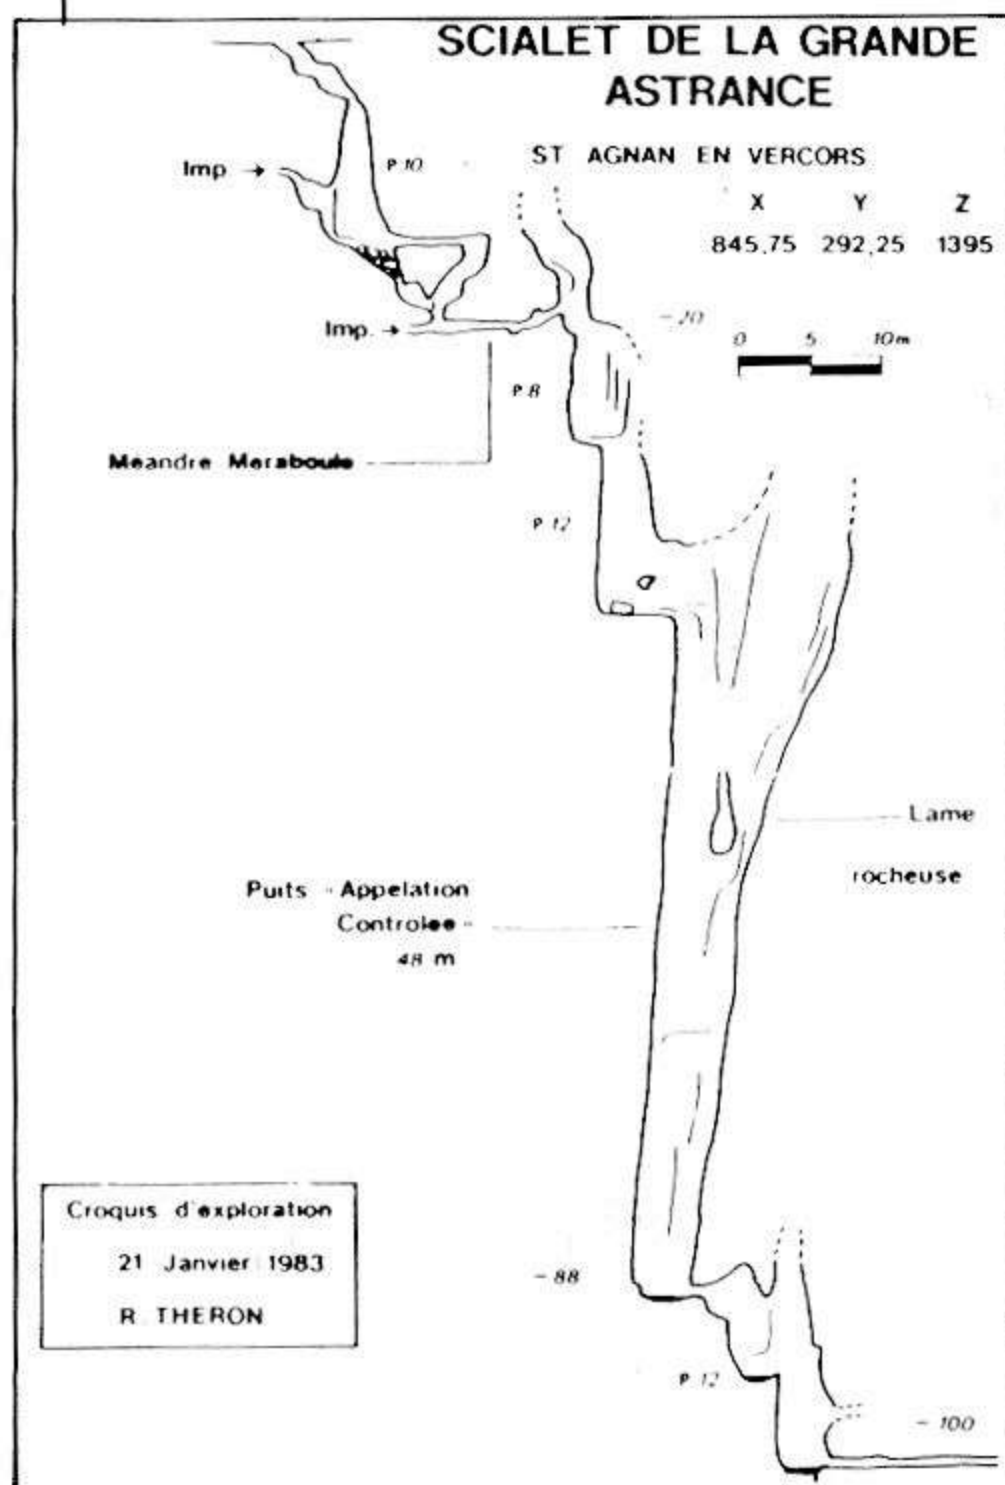 SCIALET DE LA GRANDE
ASTRANCE
ST AGNAN EN VERCORS
X Y Z
845,75 292,25 1395
Imp
P.10
Imp.
- 20
0 5 10m
P.8
Meandre Meraboule
P.12
Lame
rocheuse
Puits "Appelation
Controlee"
48 m
- 88
Croquis d'exploration
21 Janvier 1983
R. THERON
P.12
- 100